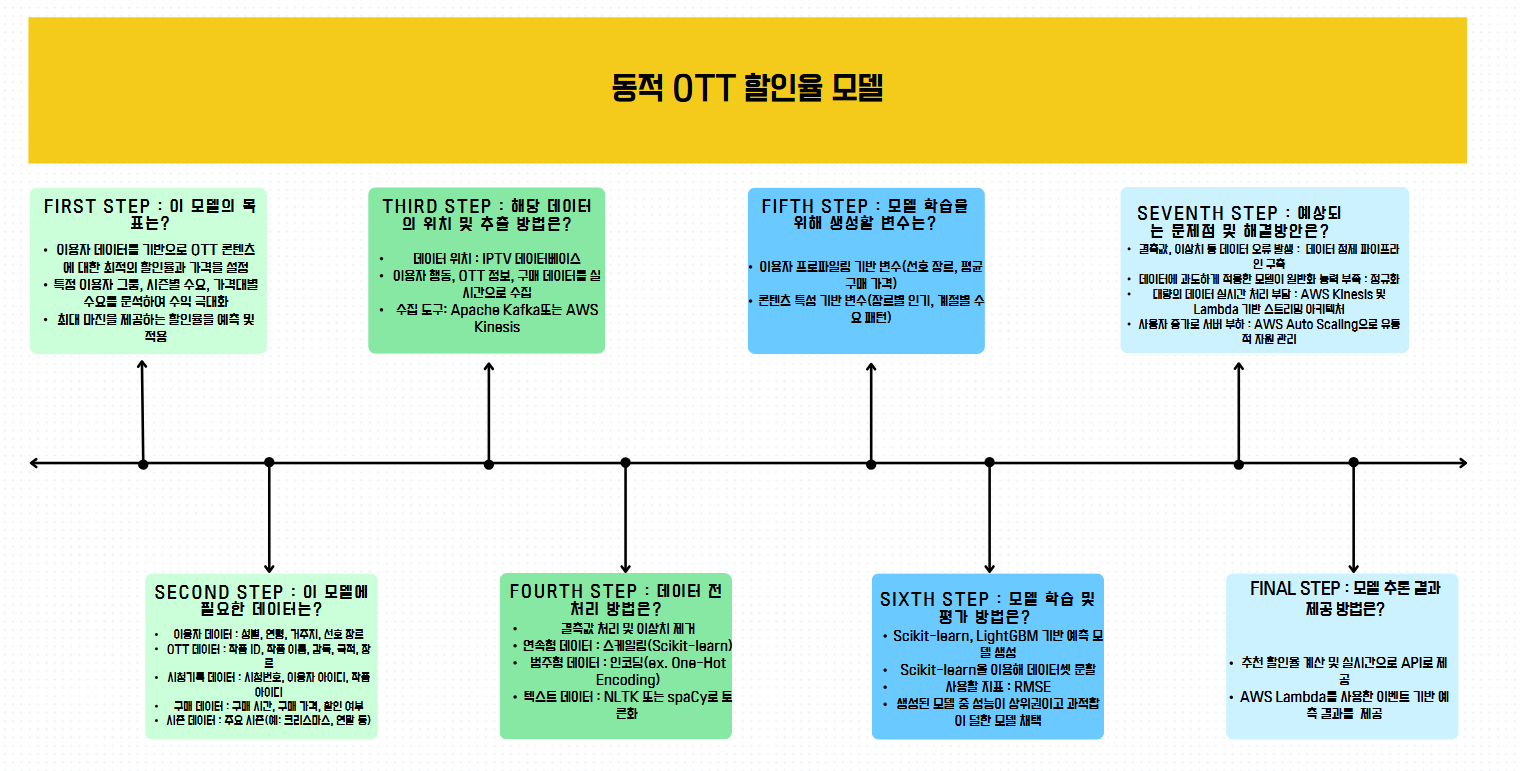 동적 OTT 할인율 모델
FIRST STEP : 이 모델의 목
표는?
• 이용자 데이터를 기반으로 OTT 콘텐츠
에 대한 최적의 할인율과 가격을 설정
• 특정 이용자 그룹, 시즌별 수요, 가격대별
수요를 분석하여 수익 극대화
• 최대 마진을 제공하는 할인율을 예측 및
적용
SECOND STEP : 이 모델에
필요한 데이터는?
• 이용자 데이터 : 성별, 연령, 거주지, 선호 장르
• OTT 데이터 : 작품 ID, 작품 이름, 감독, 국적, 장
르
• 시청기록 데이터 : 시청번호, 이용자 아이디, 작품
아이디
• 구매 데이터 : 구매 시간, 구매 가격, 할인 여부
• 시즌 데이터 : 주요 시즌(예: 크리스마스, 연말 등)
THIRD STEP : 해당 데이터
의 위치 및 추출 방법은?
• 데이터 위치 : IPTV 데이터베이스
• 이용자 행동, OTT 정보, 구매 데이터를 실
시간으로 수집
• 수집 도구: Apache Kafka또는 AWS
Kinesis
FOURTH STEP : 데이터 전
처리 방법은?
• 결측값 처리 및 이상치 제거
• 연속형 데이터 : 스케일링(Scikit-learn)
• 범주형 데이터 : 인코딩(ex. One-Hot
Encoding)
• 텍스트 데이터 : NLTK 또는 spaCy로 토
큰화
FIFTH STEP : 모델 학습을
위해 생성할 변수는?
• 이용자 프로파일링 기반 변수(선호 장르, 평균
구매 가격)
• 콘텐츠 특성 기반 변수(장르별 인기, 계절별 수
요 패턴)
SIXTH STEP : 모델 학습 및
평가 방법은?
• Scikit-learn, LightGBM 기반 예측 모
델 생성
• Scikit-learn을 이용해 데이터셋 분할
• 사용할 지표 : RMSE
• 생성된 모델 중 성능이 상위권이고 과적합
이 덜한 모델 채택
SEVENTH STEP : 예상되
는 문제점 및 해결방안은?
• 결측값, 이상치 등 데이터 오류 발생 : 데이터 정제 파이프라
인 구축
• 데이터에 과도하게 적용한 모델이 일반화 능력 부족 : 정규화
• 대량의 데이터 실시간 처리 부담 : AWS Kinesis 및
Lambda 기반 스트리밍 아키텍처
• 사용자 증가로 서버 부하 : AWS Auto Scaling으로 유동
적 자원 관리
FINAL STEP : 모델 추론 결과
제공 방법은?
• 추천 할인율 계산 및 실시간으로 API로 제
공
• AWS Lambda를 사용한 이벤트 기반 예
측 결과를 제공